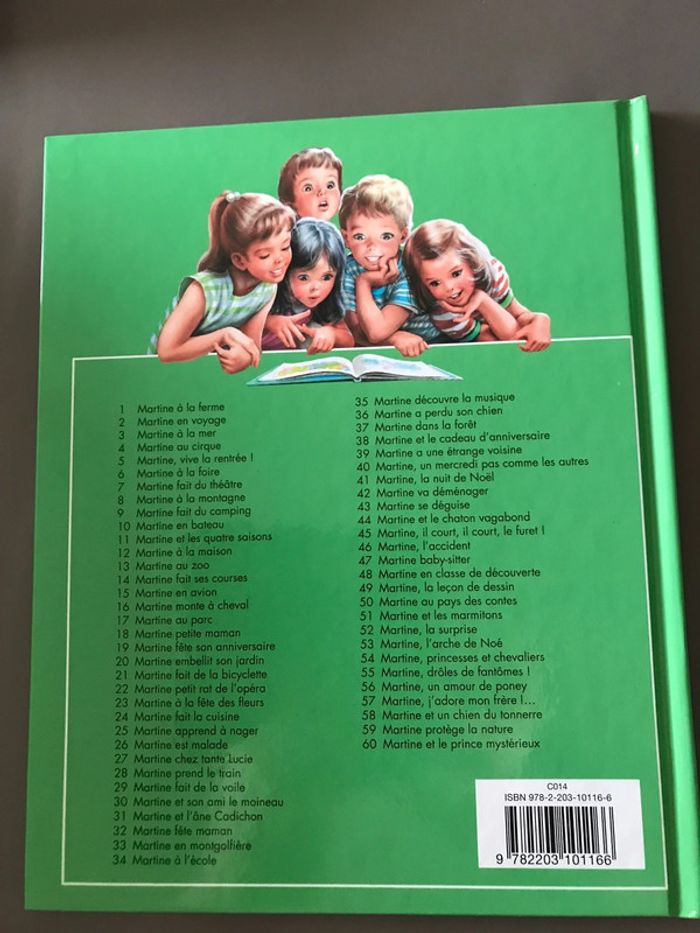 1 Martine à la ferme
2 Martine en voyage
3 Martine à la mer
4 Martine au cirque
5 Martine, vive la rentrée !
6 Martine à la foire
7 Martine fait du théâtre
8 Martine à la montagne
9 Martine fait du camping
10 Martine en bateau
11 Martine et les quatre saisons
12 Martine à la maison
13 Martine au zoo
14 Martine fait ses courses
15 Martine en avion
16 Martine monte à cheval
17 Martine au parc
18 Martine petite maman
19 Martine fête son anniversaire
20 Martine embellit son jardin
21 Martine fait de la bicyclette
22 Martine petit rat de l'opéra
23 Martine à la fête des fleurs
24 Martine fait la cuisine
25 Martine apprend à nager
26 Martine est malade
27 Martine chez tante Lucie
28 Martine prend le train
29 Martine fait de la voile
30 Martine et son ami le moineau
31 Martine et l'âne Cadichon
32 Martine fête maman
33 Martine en montgolfière
34 Martine à l'école
35 Martine découvre la musique
36 Martine a perdu son chien
37 Martine dans la forêt
38 Martine et le cadeau d'anniversaire
39 Martine a une étrange voisine
40 Martine, un mercredi pas comme les autres
41 Martine, la nuit de Noël
42 Martine va déménager
43 Martine se déguise
44 Martine et le chaton vagabond
45 Martine, il court, il court, le furet !
46 Martine, l'accident
47 Martine baby-sitter
48 Martine en classe de découverte
49 Martine, la leçon de dessin
50 Martine au pays des contes
51 Martine et les marmitons
52 Martine, la surprise
53 Martine, l'arche de Noé
54 Martine, princesses et chevaliers
55 Martine, drôles de fantômes !
56 Martine, un amour de poney
57 Martine, j'adore mon frère !...
58 Martine et un chien du tonnerre
59 Martine protège la nature
60 Martine et le prince mystérieux
C014
ISBN 978-2-203-10116-6
9 782203 101166